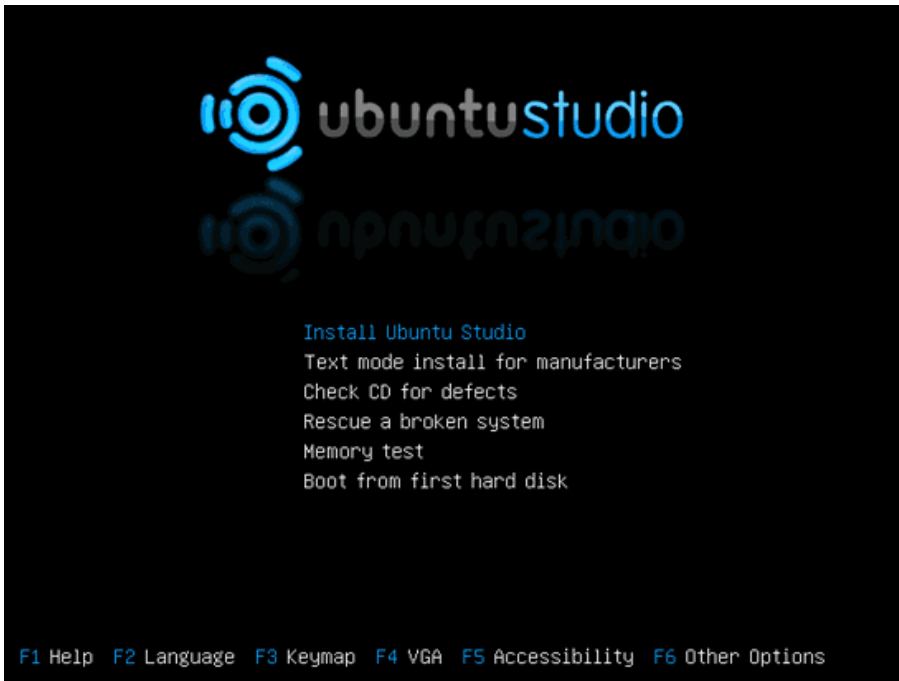 ubuntustudio
Install Ubuntu Studio
Text mode install for manufacturers
Check CD for defects
Rescue a broken system
Memory test
Boot from first hard disk
F1 Help F2 Language F3 Keymap F4 VGA F5 Accessibility F6 Other Options